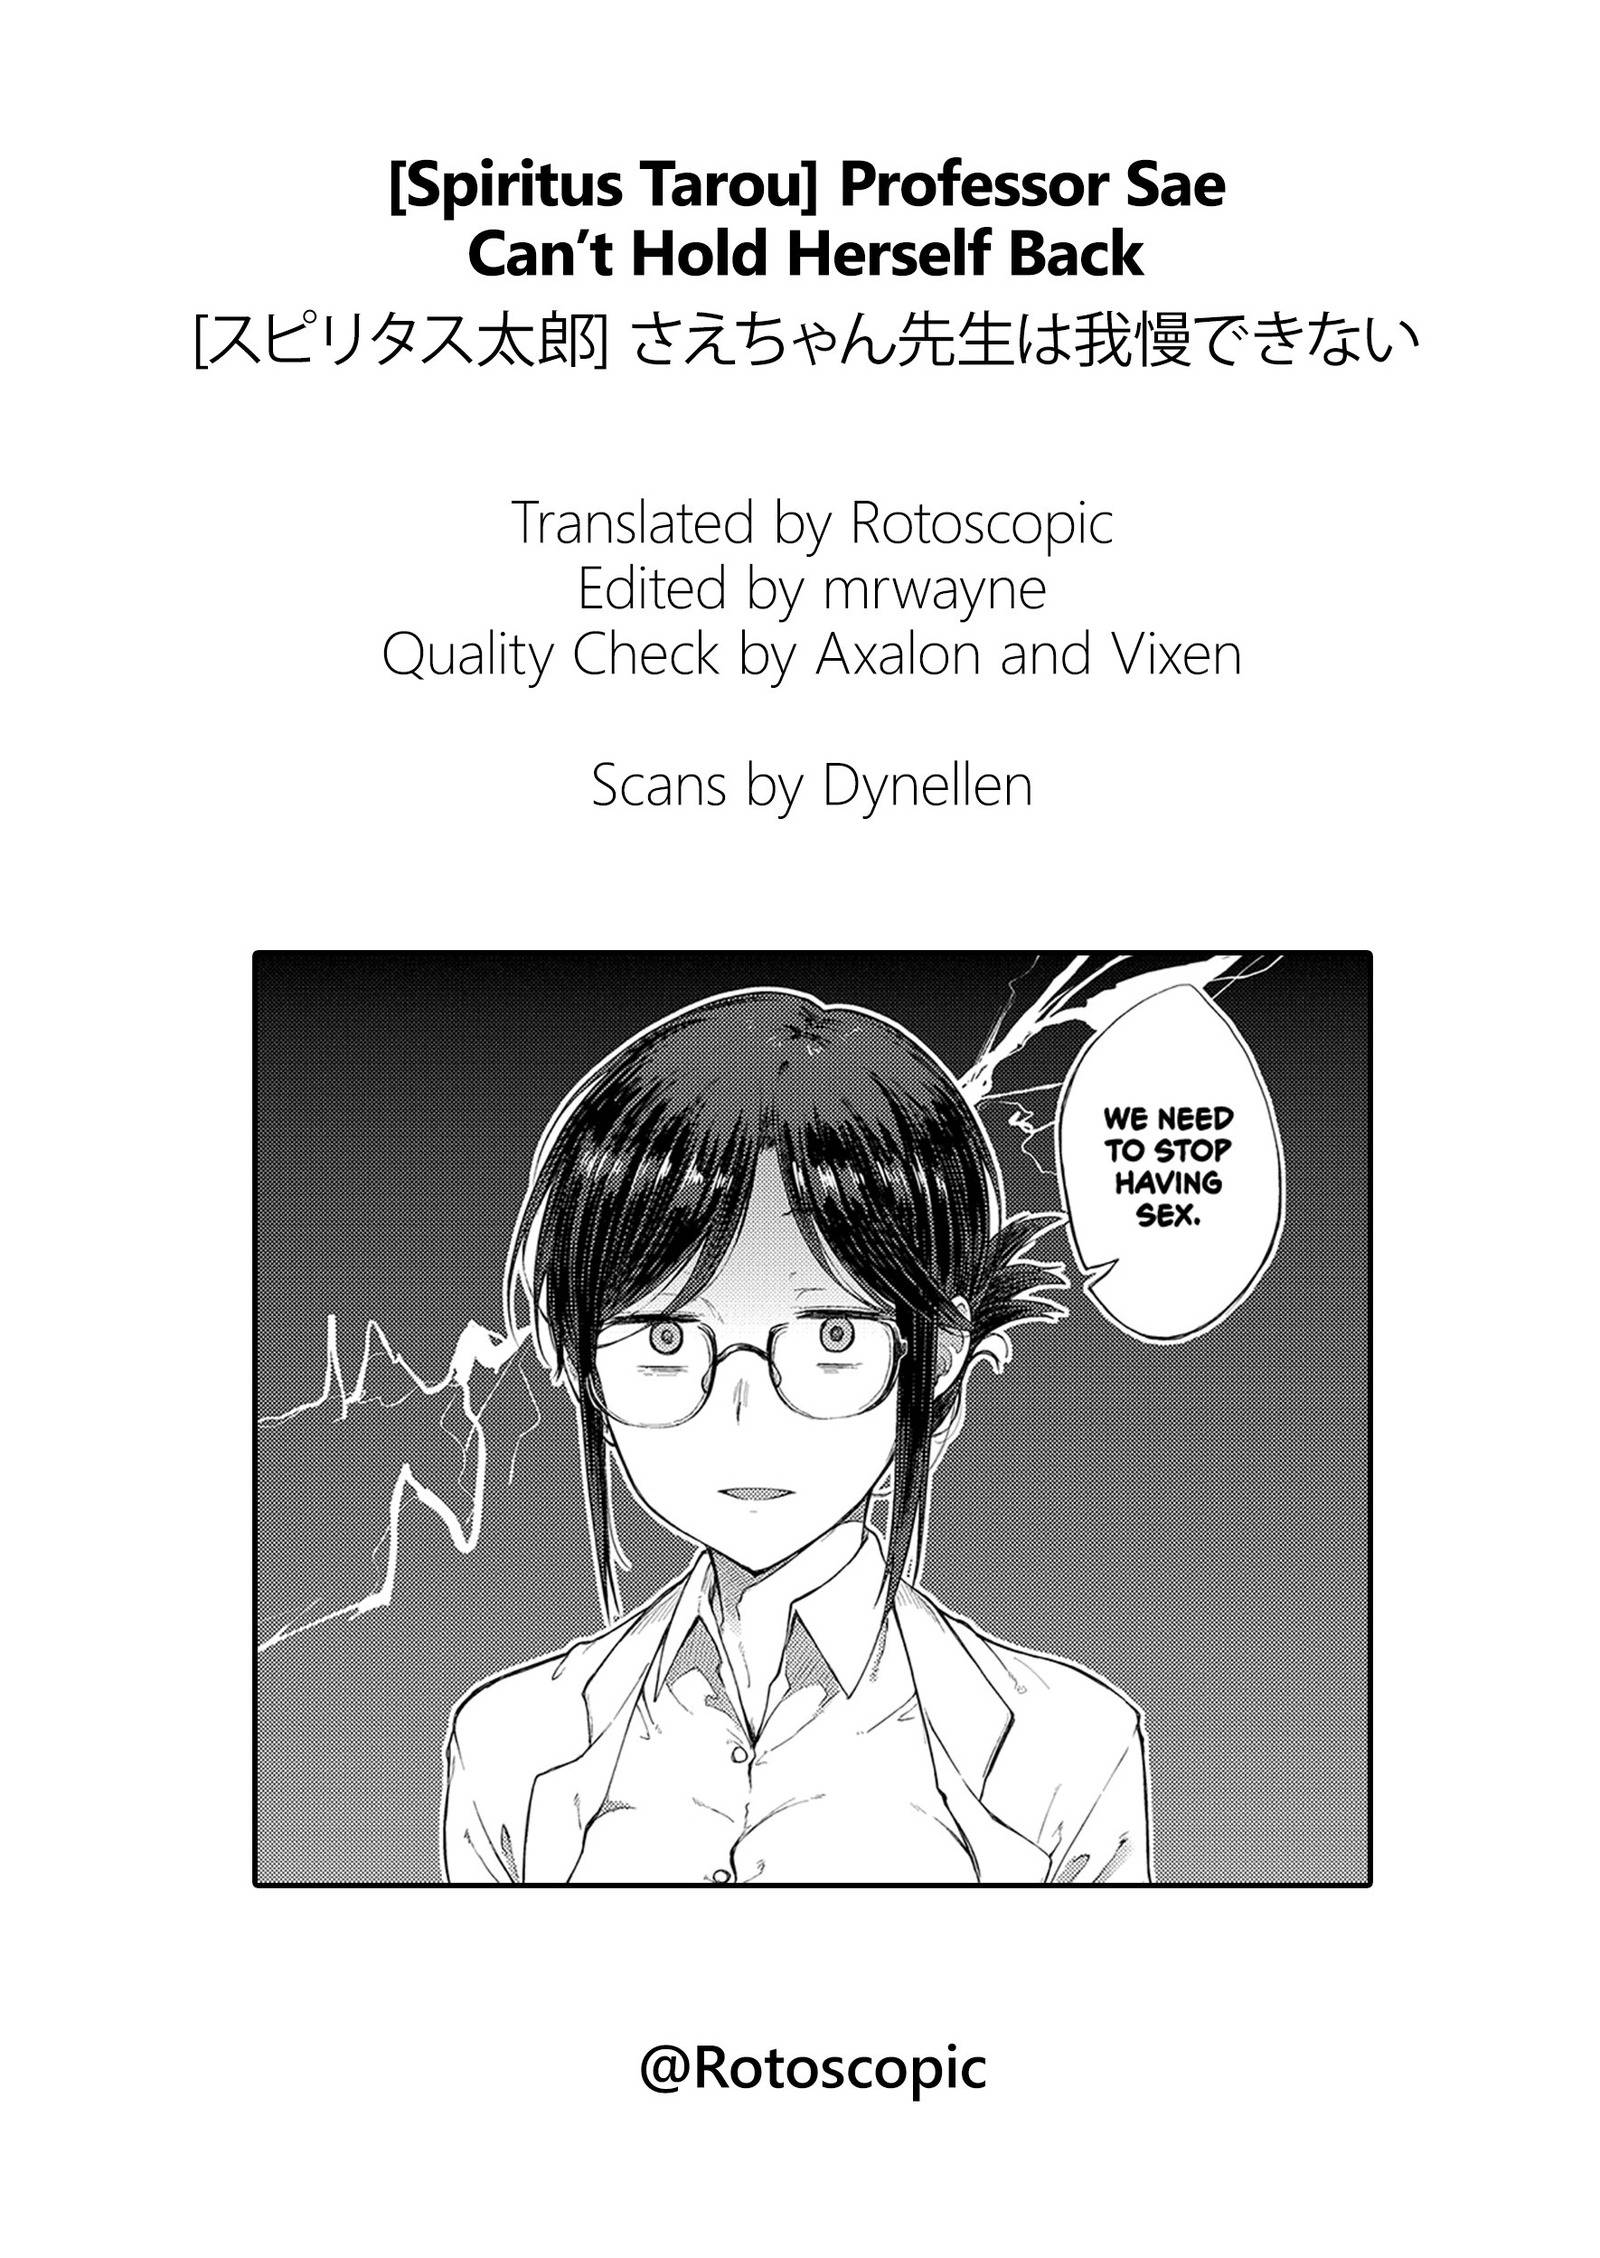 [Spiritus Tarou] Professor Sae
Can’t Hold Herself Back
[スピリタス太郎] さえちゃん先生は我慢できない
Translated by Rotoscopic
Edited by mrwayne
Quality Check by Axalon and Vixen
Scans by Dynellen
WE NEED
TO STOP
HAVING
SEX.
@Rotoscopic